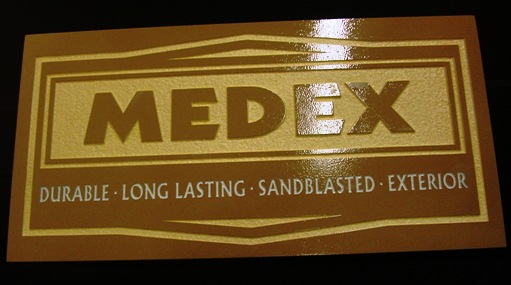 MEDEX
DURABLE · LONG LASTING · SANDBLASTED · EXTERIOR